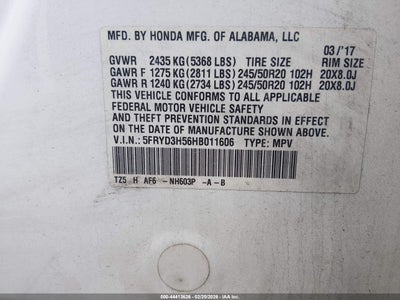 MFD. BY HONDA MFG. OF ALABAMA, LLC
03/'17
GVWR 2435 KG (5368 LBS) TIRE SIZE RIM SIZE
GAWR F 1275 KG (2811 LBS) 245/50R20 102H 20X8.0J
GAWR R 1240 KG (2734 LBS) 245/50R20 102H 20X8.0J
THIS VEHICLE CONFORMS TO ALL APPLICABLE
FEDERAL MOTOR VEHICLE SAFETY
AND THEFT PREVENTION STANDARDS IN EFFECT
ON THE DATE OF MANUFACTURE SHOWN ABOVE.
V.I.N.: 5FRYD3H56HB011606 TYPE: MPV
TZ5 H AF6 -NH603P -A-B
000-44413626 - 02/20/2026 - IAA Inc.